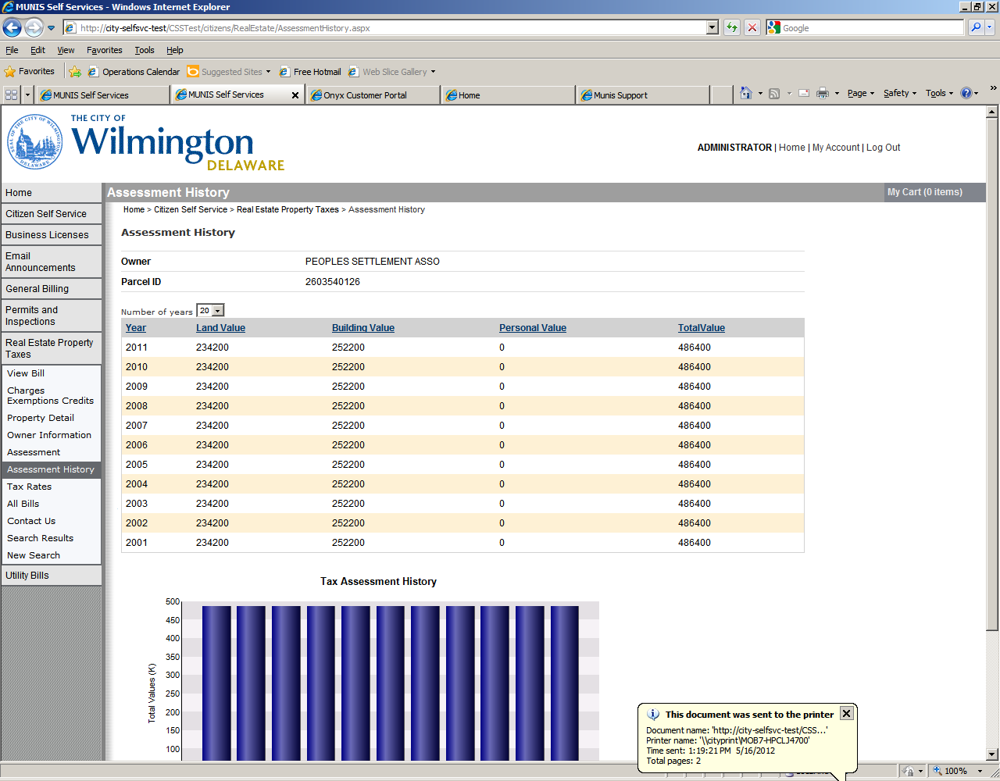 MUNIS Self Services - Windows Internet Explorer
http://city-selfsvc-test/CSSTest/citizens/RealEstate/AssessmentHistory.aspx
Google
File Edit View Favorites Tools Help
Favorites Operations Calendar Suggested Sites Free Hotmail Web Slice Gallery
MUNIS Self Services MUNIS Self Services Onyx Customer Portal Home Munis Support Page Safety Tools
THE CITY OF
Wilmington
DELAWARE
ADMINISTRATOR | Home | My Account | Log Out
Assessment History
My Cart (0 items)
Home > Citizen Self Service > Real Estate Property Taxes > Assessment History
Home
Citizen Self Service
Business Licenses
Email
Announcements
General Billing
Permits and
Inspections
Real Estate Property
Taxes
View Bill
Charges
Exemptions Credits
Property Detail
Owner Information
Assessment
Assessment History
Tax Rates
All Bills
Contact Us
Search Results
New Search
Utility Bills
Assessment History
Owner PEOPLES SETTLEMENT ASSO
Parcel ID 2603540126
Number of years 20
Year Land Value Building Value Personal Value TotalValue
2011 234200 252200 0 486400
2010 234200 252200 0 486400
2009 234200 252200 0 486400
2008 234200 252200 0 486400
2007 234200 252200 0 486400
2006 234200 252200 0 486400
2005 234200 252200 0 486400
2004 234200 252200 0 486400
2003 234200 252200 0 486400
2002 234200 252200 0 486400
2001 234200 252200 0 486400
Tax Assessment History
500
450
400
350
300
250
200
150
100
Total Values (K)
This document was sent to the printer
Document name: 'http://city-selfsvc-test/CSS...'
Printer name: '\\cityprint\MOB7-HPCLJ4700'
Time sent: 1:19:21 PM 5/16/2012
Total pages: 2
100%